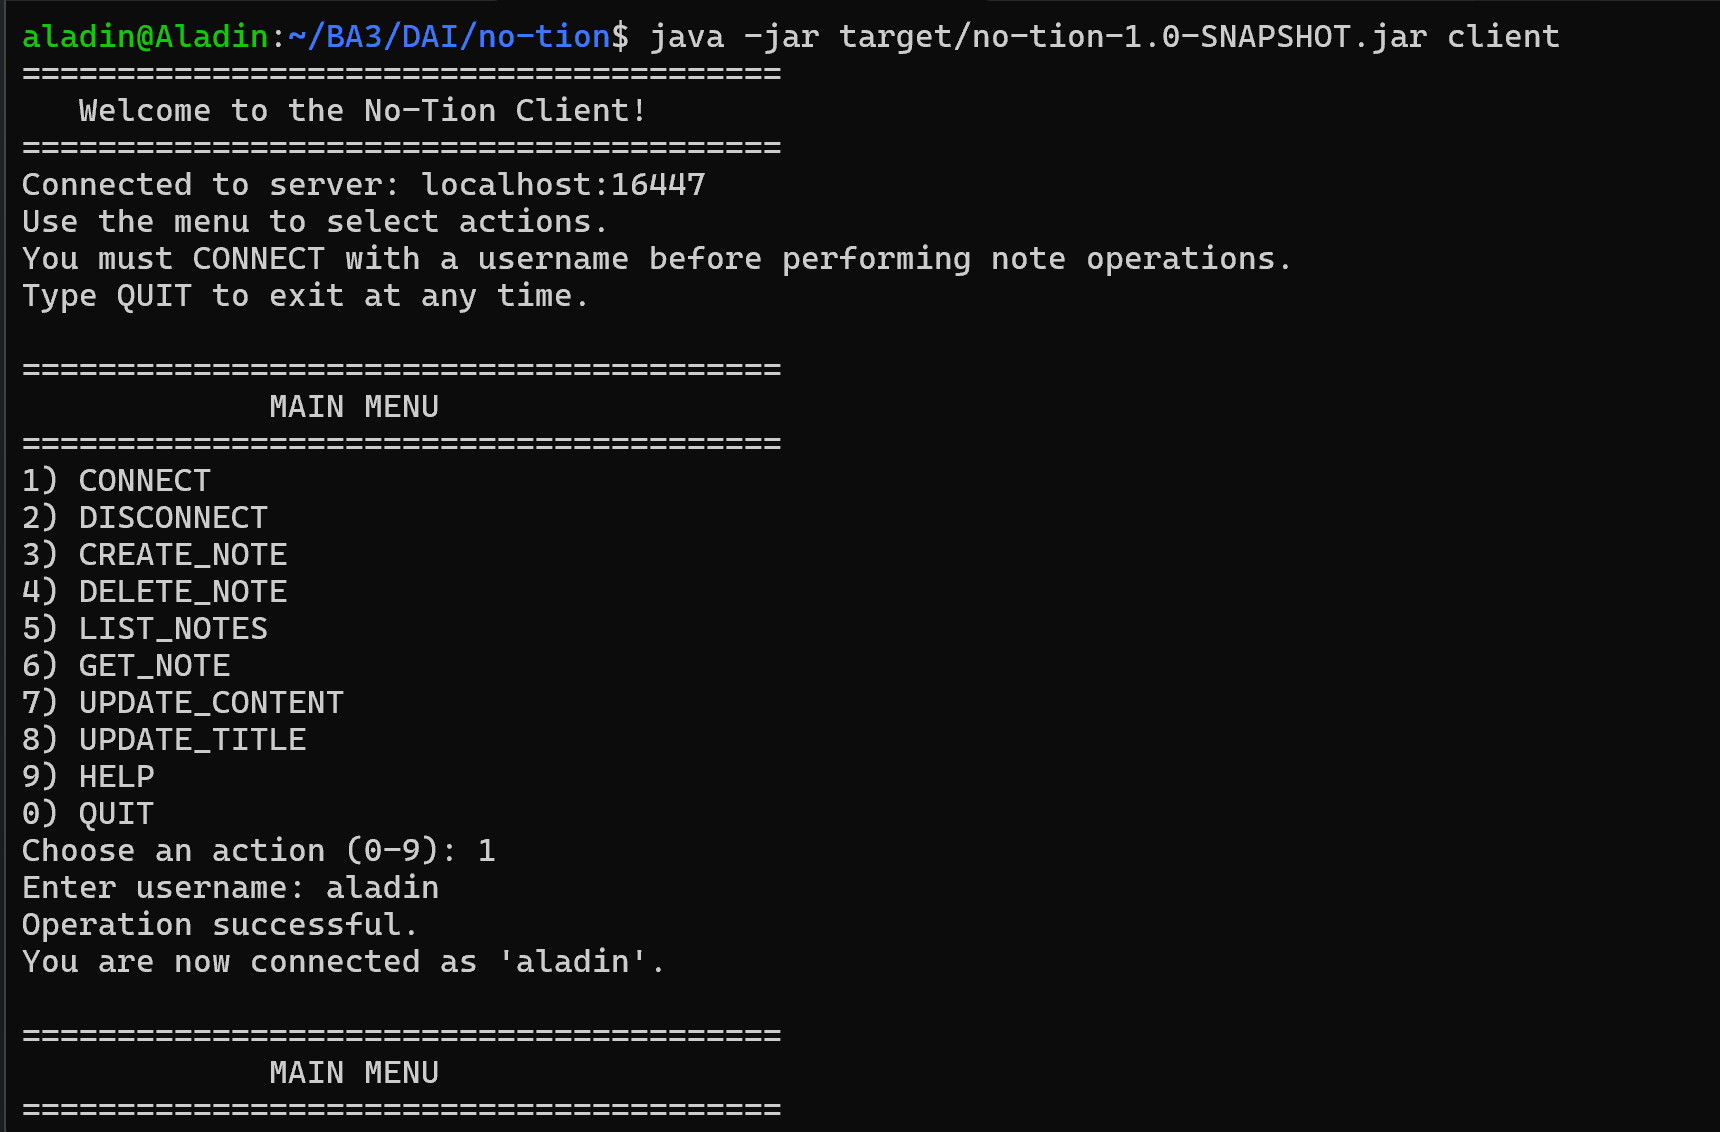 aladin@Aladin:~/BA3/DAI/no-tion$ java -jar target/no-tion-1.0-SNAPSHOT.jar client
========================================
   Welcome to the No-Tion Client!
========================================
Connected to server: localhost:16447
Use the menu to select actions.
You must CONNECT with a username before performing note operations.
Type QUIT to exit at any time.

========================================
             MAIN MENU
========================================
1) CONNECT
2) DISCONNECT
3) CREATE_NOTE
4) DELETE_NOTE
5) LIST_NOTES
6) GET_NOTE
7) UPDATE_CONTENT
8) UPDATE_TITLE
9) HELP
0) QUIT
Choose an action (0-9): 1
Enter username: aladin
Operation successful.
You are now connected as 'aladin'.

========================================
             MAIN MENU
========================================